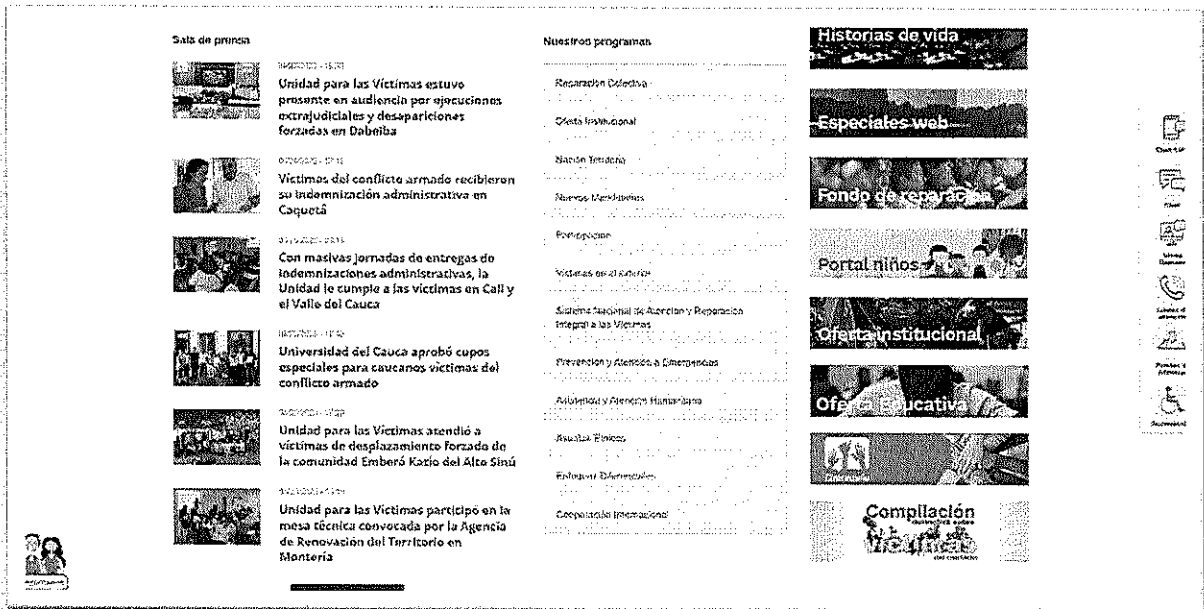 Sala de prensa
Unidad para las Víctimas estuvo
presente en audiencia por ejecuciones
extrajudiciales y desapariciones
forzadas en Dabeiba
Víctimas del conflicto armado recibieron
su indemnización administrativa en
Caquetá
Con masivas jornadas de entregas de
indemnizaciones administrativas, la
Unidad le cumple a las víctimas en Cali y
el Valle del Cauca
Universidad del Cauca aprobó cupos
especiales para caucanos víctimas del
conflicto armado
Unidad para las Víctimas atendió a
víctimas de desplazamiento forzado de
la comunidad Emberá Katío del Alto Sinú
Unidad para las Víctimas participó en la
mesa técnica convocada por la Agencia
de Renovación del Territorio en
Montería
Nuestros programas
Reparación Colectiva
Oferta Institucional
Nación Territorio
Participación
Víctimas en el exterior
Sistema Nacional de Atención y Reparación
Integral a las Víctimas
Prevención y Atención a Emergencias
Asistencia y Atención Humanitaria
Asuntos Étnicos
Enfoques Diferenciales
Cooperación Internacional
Historias de vida
Especiales web
Fondo de reparación
Portal niños
Oferta institucional
Oferta Educativa
Compilación
víctimas
Chat